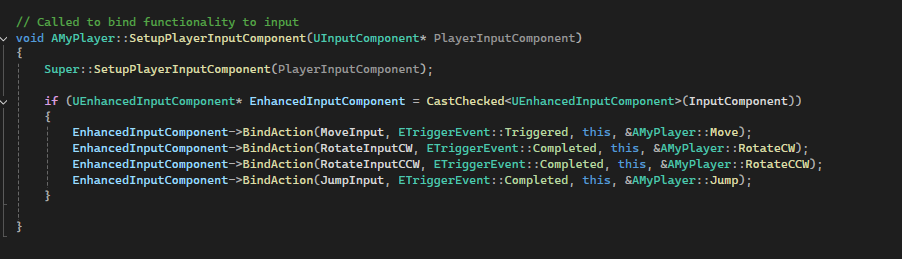 // Called to bind functionality to input
void AMyPlayer::SetupPlayerInputComponent(UInputComponent* PlayerInputComponent)
{
Super::SetupPlayerInputComponent(PlayerInputComponent);
if (UEnhancedInputComponent* EnhancedInputComponent = CastChecked<UEnhancedInputComponent>(InputComponent))
{
EnhancedInputComponent->BindAction(MoveInput, ETriggerEvent::Triggered, this, &AMyPlayer::Move);
EnhancedInputComponent->BindAction(RotateInputCW, ETriggerEvent::Completed, this, &AMyPlayer::RotateCW);
EnhancedInputComponent->BindAction(RotateInputCCW, ETriggerEvent::Completed, this, &AMyPlayer::RotateCCW);
EnhancedInputComponent->BindAction(JumpInput, ETriggerEvent::Completed, this, &AMyPlayer::Jump);
}
}